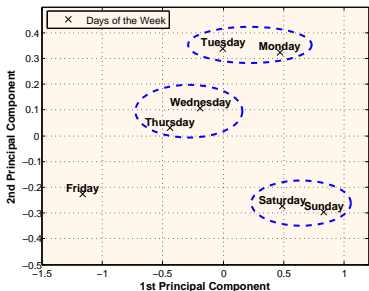 Days of the Week
0.4
0.3
0.2
0.1
0
−0.1
−0.2
−0.3
−0.4
−0.5
2nd Principal Component
Tuesday
Monday
Wednesday
Thursday
Friday
Saturday
Sunday
−1.5
−1
−0.5
0
0.5
1
1st Principal Component